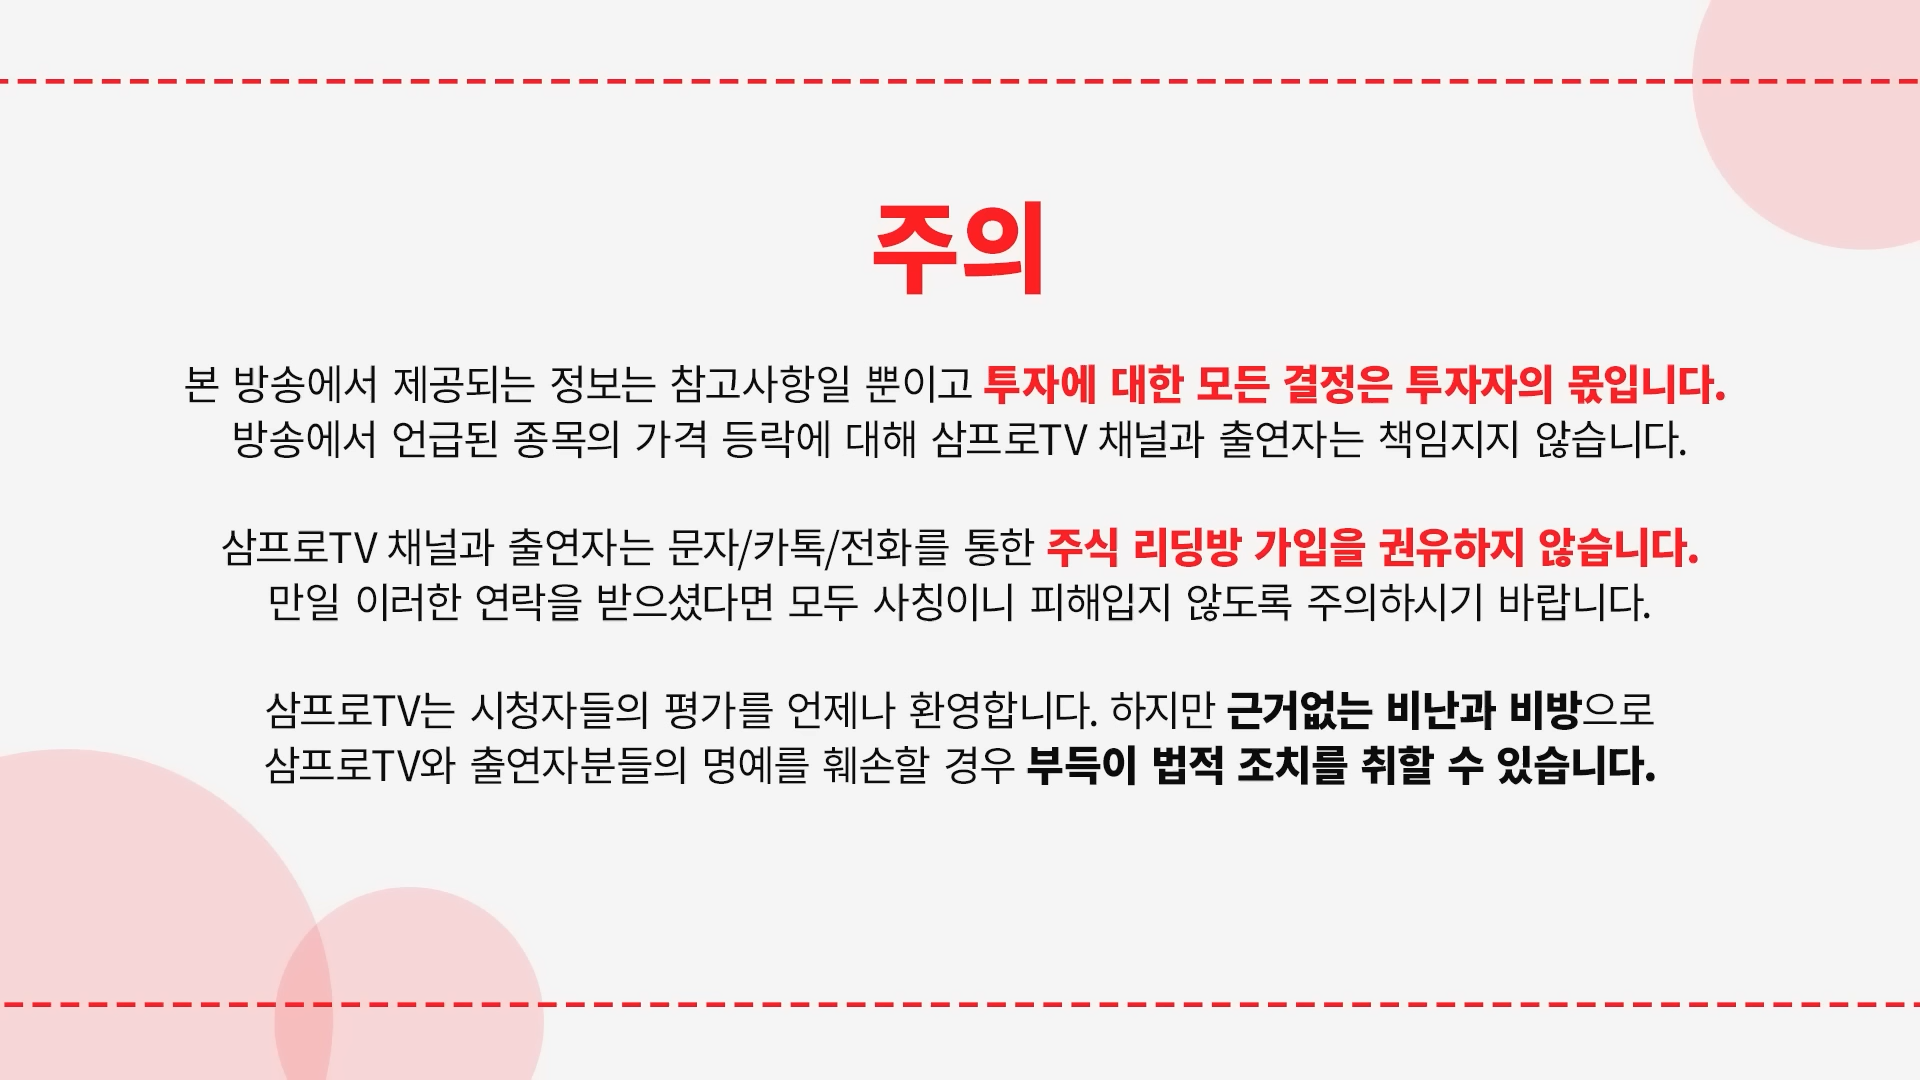 주의
본 방송에서 제공되는 정보는 참고사항일 뿐이고 투자에 대한 모든 결정은 투자자의 몫입니다.
방송에서 언급된 종목의 가격 등락에 대해 삼프로TV 채널과 출연자는 책임지지 않습니다.
삼프로TV 채널과 출연자는 문자/카톡/전화를 통한 주식 리딩방 가입을 권유하지 않습니다.
만일 이러한 연락을 받으셨다면 모두 사칭이니 피해입지 않도록 주의하시기 바랍니다.
삼프로TV는 시청자들의 평가를 언제나 환영합니다. 하지만 근거없는 비난과 비방으로
삼프로TV와 출연자분들의 명예를 훼손할 경우 부득이 법적 조치를 취할 수 있습니다.